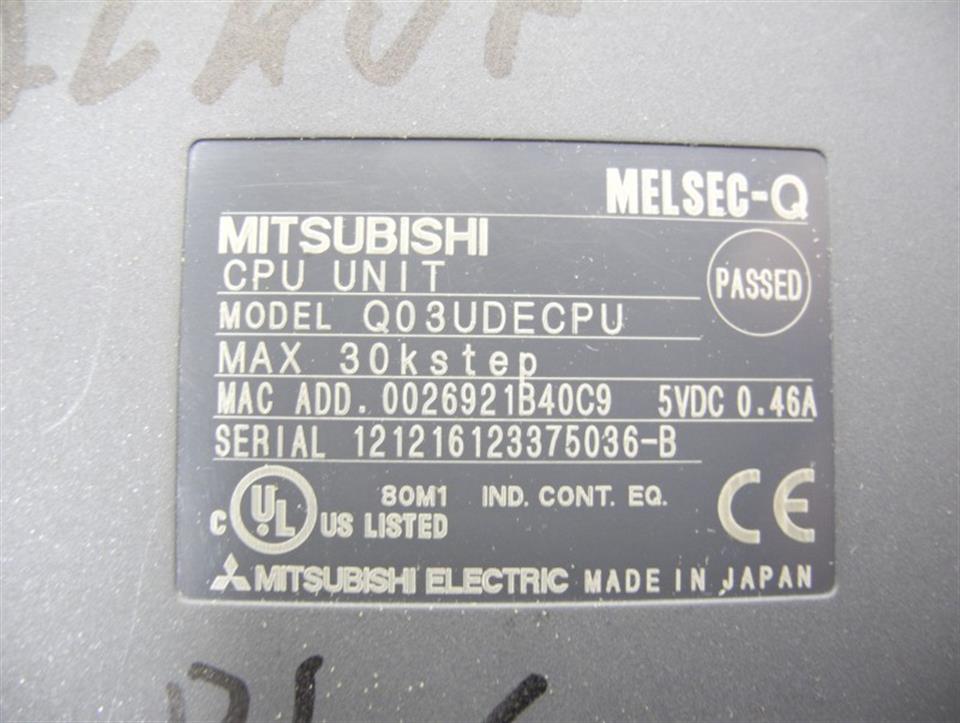 MELSEC-Q
MITSUBISHI
CPU UNIT
PASSED
MODEL Q03UDECPU
MAX 30kstep
MAC ADD. 0026921B40C9 5VDC 0.46A
SERIAL 121216123375036-B
C UL US LISTED 80M1 IND. CONT. EQ. CE
MITSUBISHI ELECTRIC MADE IN JAPAN